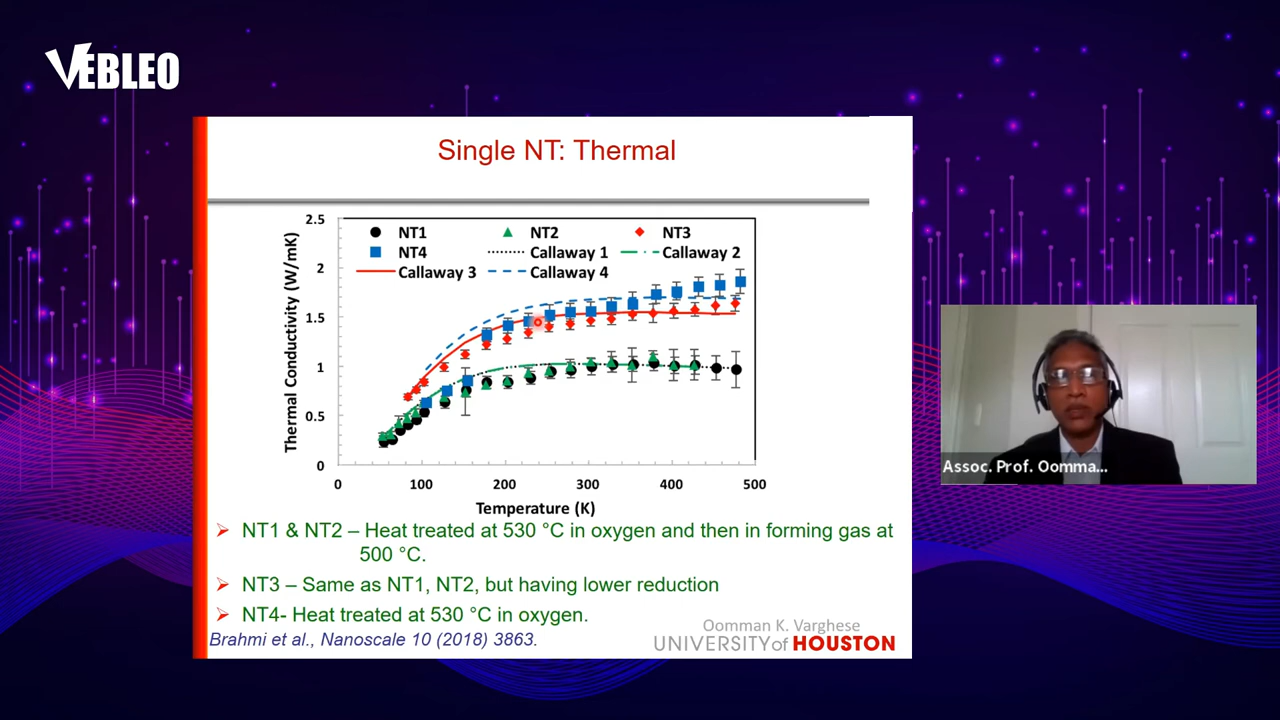 VEBLEO
Single NT: Thermal
2.5
2
1.5
1
0.5
0
Thermal Conductivity (W/mK)
NT1
NT2
NT3
NT4
Callaway 1
Callaway 2
Callaway 3
Callaway 4
0
100
200
300
400
500
Temperature (K)
➢ NT1 & NT2 – Heat treated at 530 °C in oxygen and then in forming gas at
500 °C.
➢ NT3 – Same as NT1, NT2, but having lower reduction
➢ NT4- Heat treated at 530 °C in oxygen.
Brahmi et al., Nanoscale 10 (2018) 3863.
Oomman K. Varghese
UNIVERSITY of HOUSTON
Assoc. Prof. Oomma...